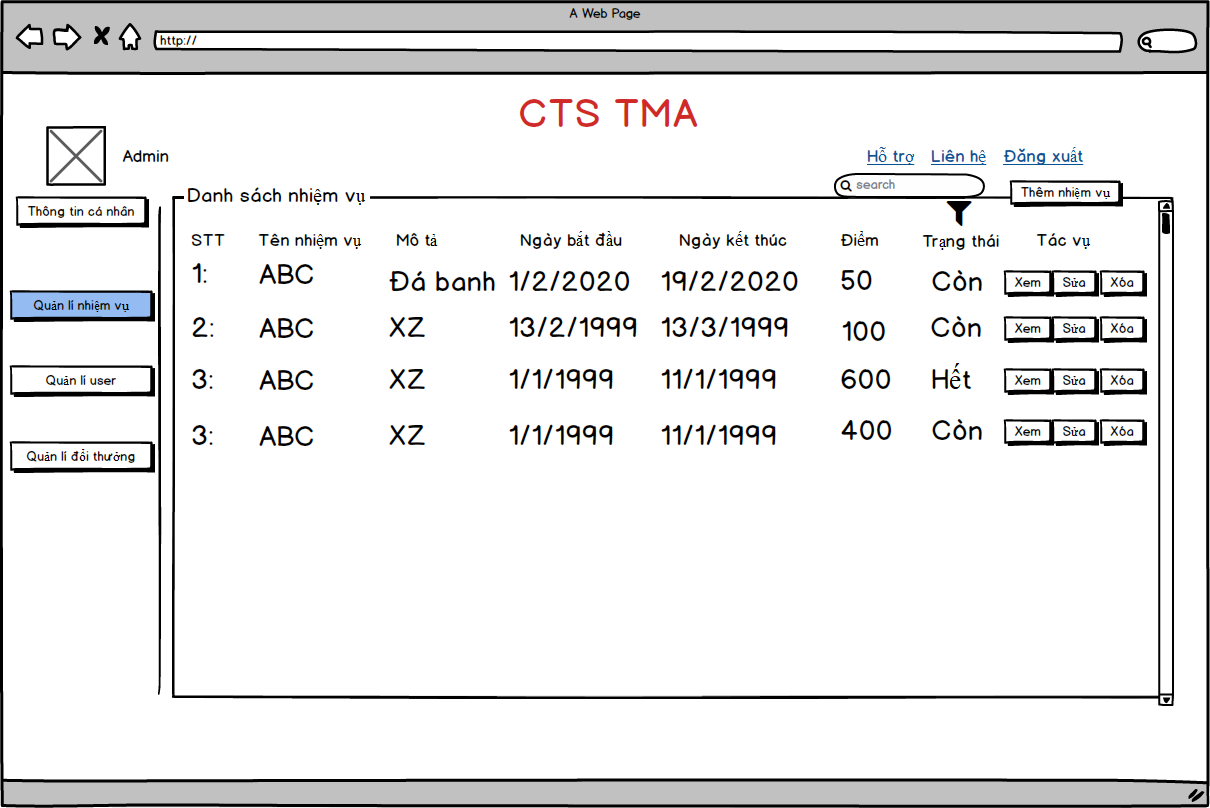 A Web Page
http://
CTS TMA
Admin
Hỗ trợ Liên hệ Đăng xuất
search
Thêm nhiệm vụ
Danh sách nhiệm vụ
Thông tin cá nhân
Quản lí nhiệm vụ
Quản lí user
Quản lí đổi thưởng
STT Tên nhiệm vụ Mô tả Ngày bắt đầu Ngày kết thúc Điểm Trạng thái Tác vụ
1: ABC Đá banh 1/2/2020 19/2/2020 50 Còn Xem Sửa Xóa
2: ABC XZ 13/2/1999 13/3/1999 100 Còn Xem Sửa Xóa
3: ABC XZ 1/1/1999 11/1/1999 600 Hết Xem Sửa Xóa
3: ABC XZ 1/1/1999 11/1/1999 400 Còn Xem Sửa Xóa